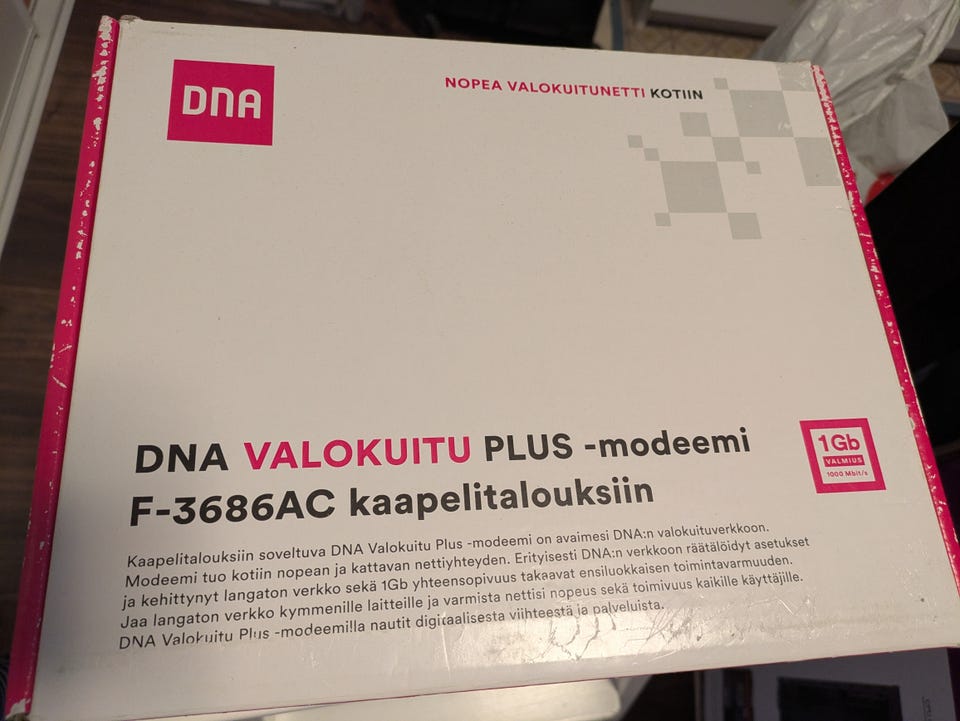 DNA
NOPEA VALOKUITUNETTI KOTIIN
DNA VALOKUITU PLUS -modeemi
F-3686AC kaapelitalouksiin
1Gb
VALMIUS
1000 Mbit/s
Kaapelitalouksiin soveltuva DNA Valokuitu Plus -modeemi on avaimesi DNA:n valokuituverkkoon.
Modeemi tuo kotiin nopean ja kattavan nettiyhteyden. Erityisesti DNA:n verkkoon räätälöidyt asetukset
ja kehittynyt langaton verkko sekä 1Gb yhteensopivuus takaavat ensiluokkaisen toimintavarmuuden.
Jaa langaton verkko kymmenille laitteille ja varmista nettisi nopeus sekä toimivuus kaikille käyttäjille.
DNA Valokuitu Plus -modeemilla nautit digitaalisesta viihteestä ja palveluista.